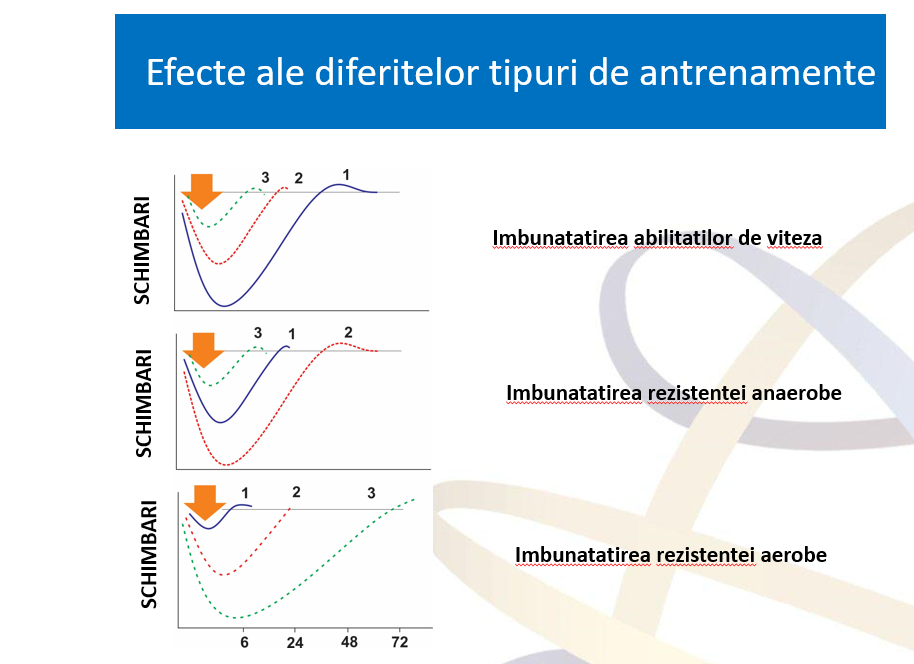 Efecte ale diferitelor tipuri de antrenamente
SCHIMBARI
3 2 1
Imbunatatirea abilitatilor de viteza
SCHIMBARI
3 1 2
Imbunatatirea rezistentei anaerobe
SCHIMBARI
1 2 3
Imbunatatirea rezistentei aerobe
6 24 48 72